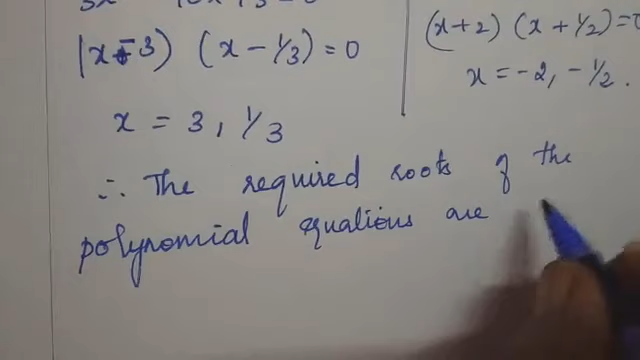 (x-3) (x-1/3)=0
x = 3, 1/3
∴ The required roots of the
polynomial equations are
(x+2) (x+1/2)=0
x = -2, -1/2.